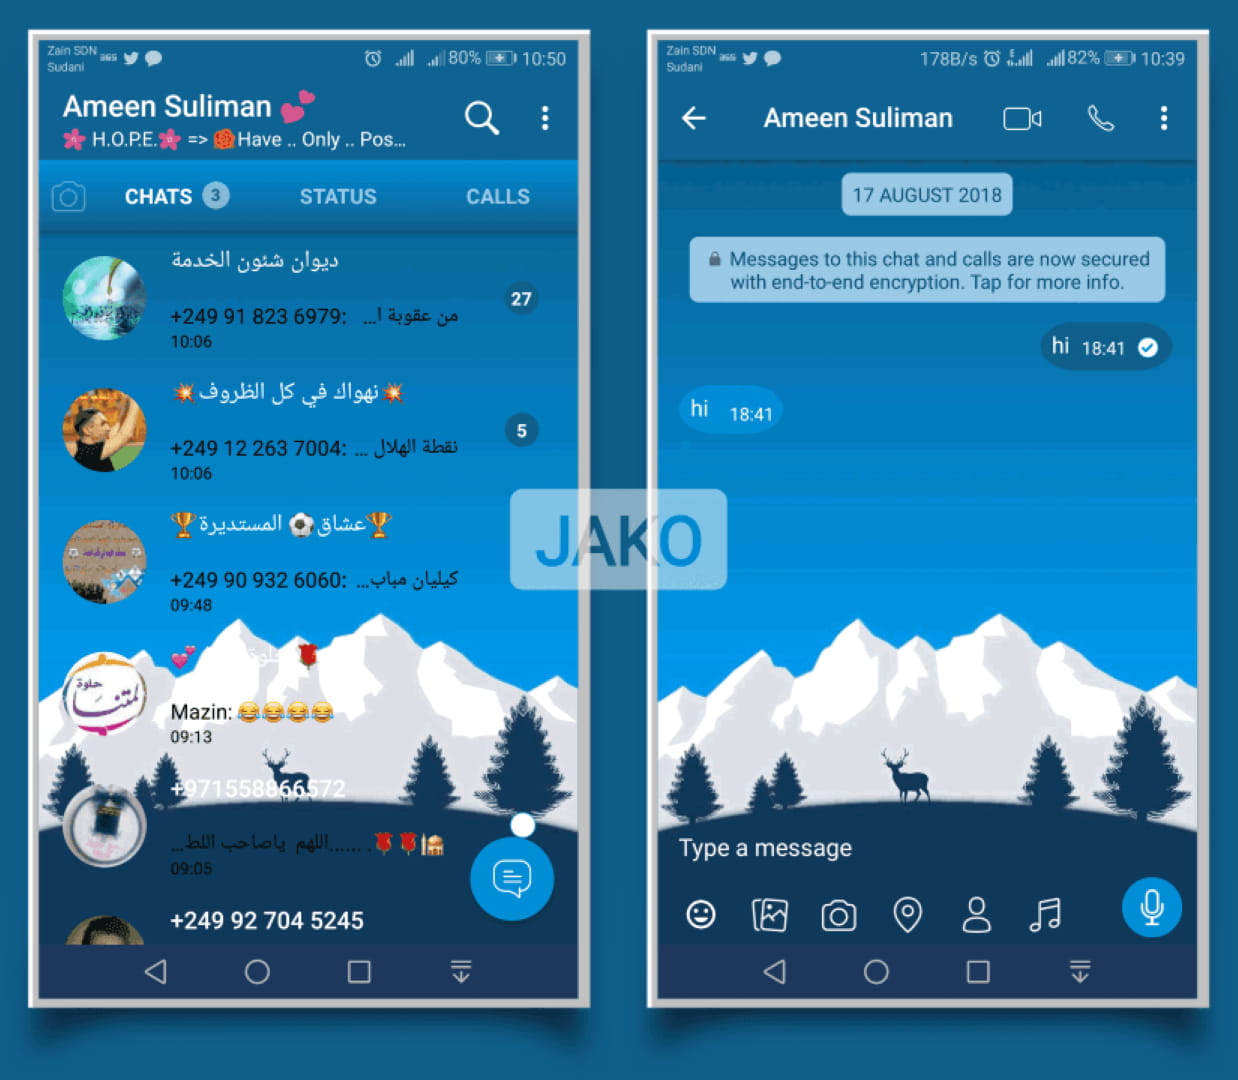 Zain SDN
Sudani
80%
10:50
Ameen Suliman 💕
🌸 H.O.P.E.🌸 => 🌹Have .. Only .. Pos...
CHATS 3
STATUS
CALLS
ديوان شئون الخدمة
27
+249 91 823 6979: من عقوبة ا...
10:06
💥نهواك في كل الظروف💥
5
+249 12 263 7004: نقطة الهلال ...
10:06
🏆عشاق⚽المستديرة🏆
+249 90 932 6060: كيليان مباب...
09:48
حلوة
لمتنا
Mazin: 😂😂😂😂
09:13
+971558866572
🕌🌹🌹. ......اللهم ياصاحب اللط...
09:05
+249 92 704 5245
JAKO
Zain SDN
Sudani
178B/s
82%
10:39
Ameen Suliman
17 AUGUST 2018
Messages to this chat and calls are now secured
with end-to-end encryption. Tap for more info.
hi 18:41
hi 18:41
Type a message